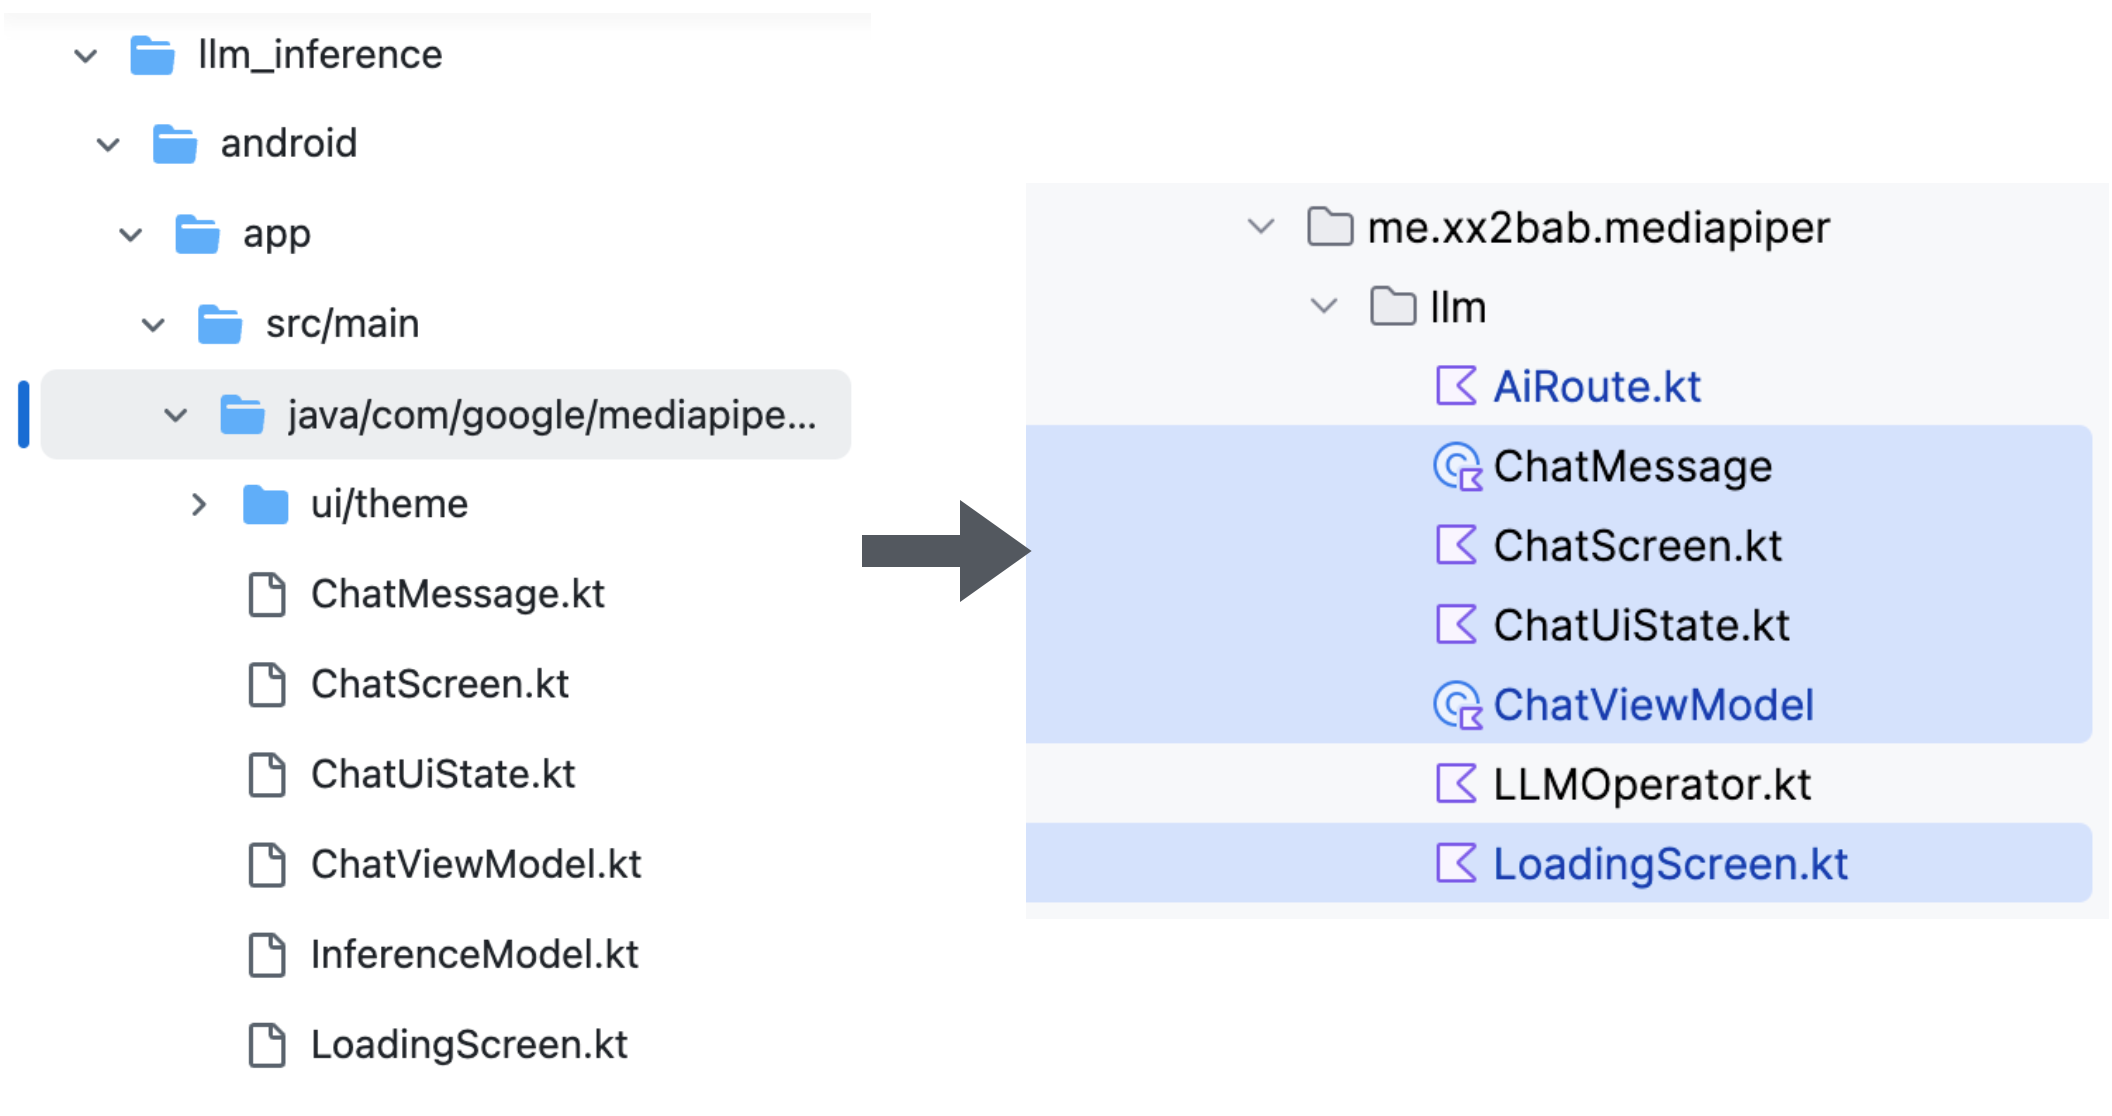 llm_inference
android
app
src/main
java/com/google/mediapipe...
ui/theme
ChatMessage.kt
ChatScreen.kt
ChatUiState.kt
ChatViewModel.kt
InferenceModel.kt
LoadingScreen.kt
me.xx2bab.mediapiper
llm
AiRoute.kt
ChatMessage
ChatScreen.kt
ChatUiState.kt
ChatViewModel
LLMOperator.kt
LoadingScreen.kt